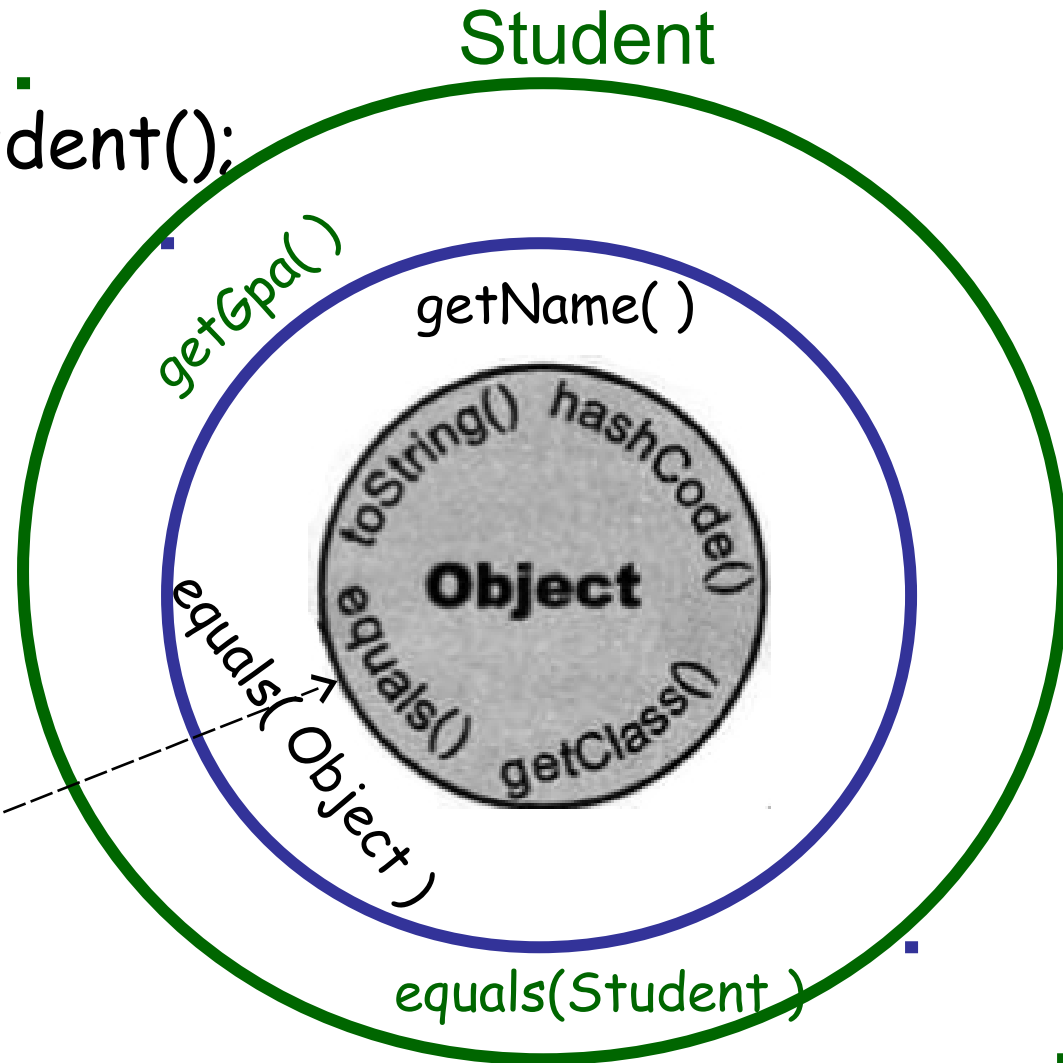 Student
dent();
getGpa( )
getName( )
toString()
hashCode()
Object
equals()
getClass()
equals( Object )
equals(Student )